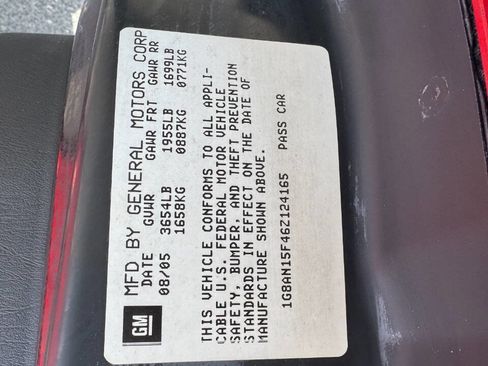 GM
MFD BY GENERAL MOTORS CORP
DATE GVWR GAWR FRT GAWR RR
08/05 3654LB 1955LB 1699LB
1658KG 0887KG 0771KG
THIS VEHICLE CONFORMS TO ALL APPLI-
CABLE U.S. FEDERAL MOTOR VEHICLE
SAFETY, BUMPER, AND THEFT PREVENTION
STANDARDS IN EFFECT ON THE DATE OF
MANUFACTURE SHOWN ABOVE.
1G8AN15F46Z124165 PASS CAR